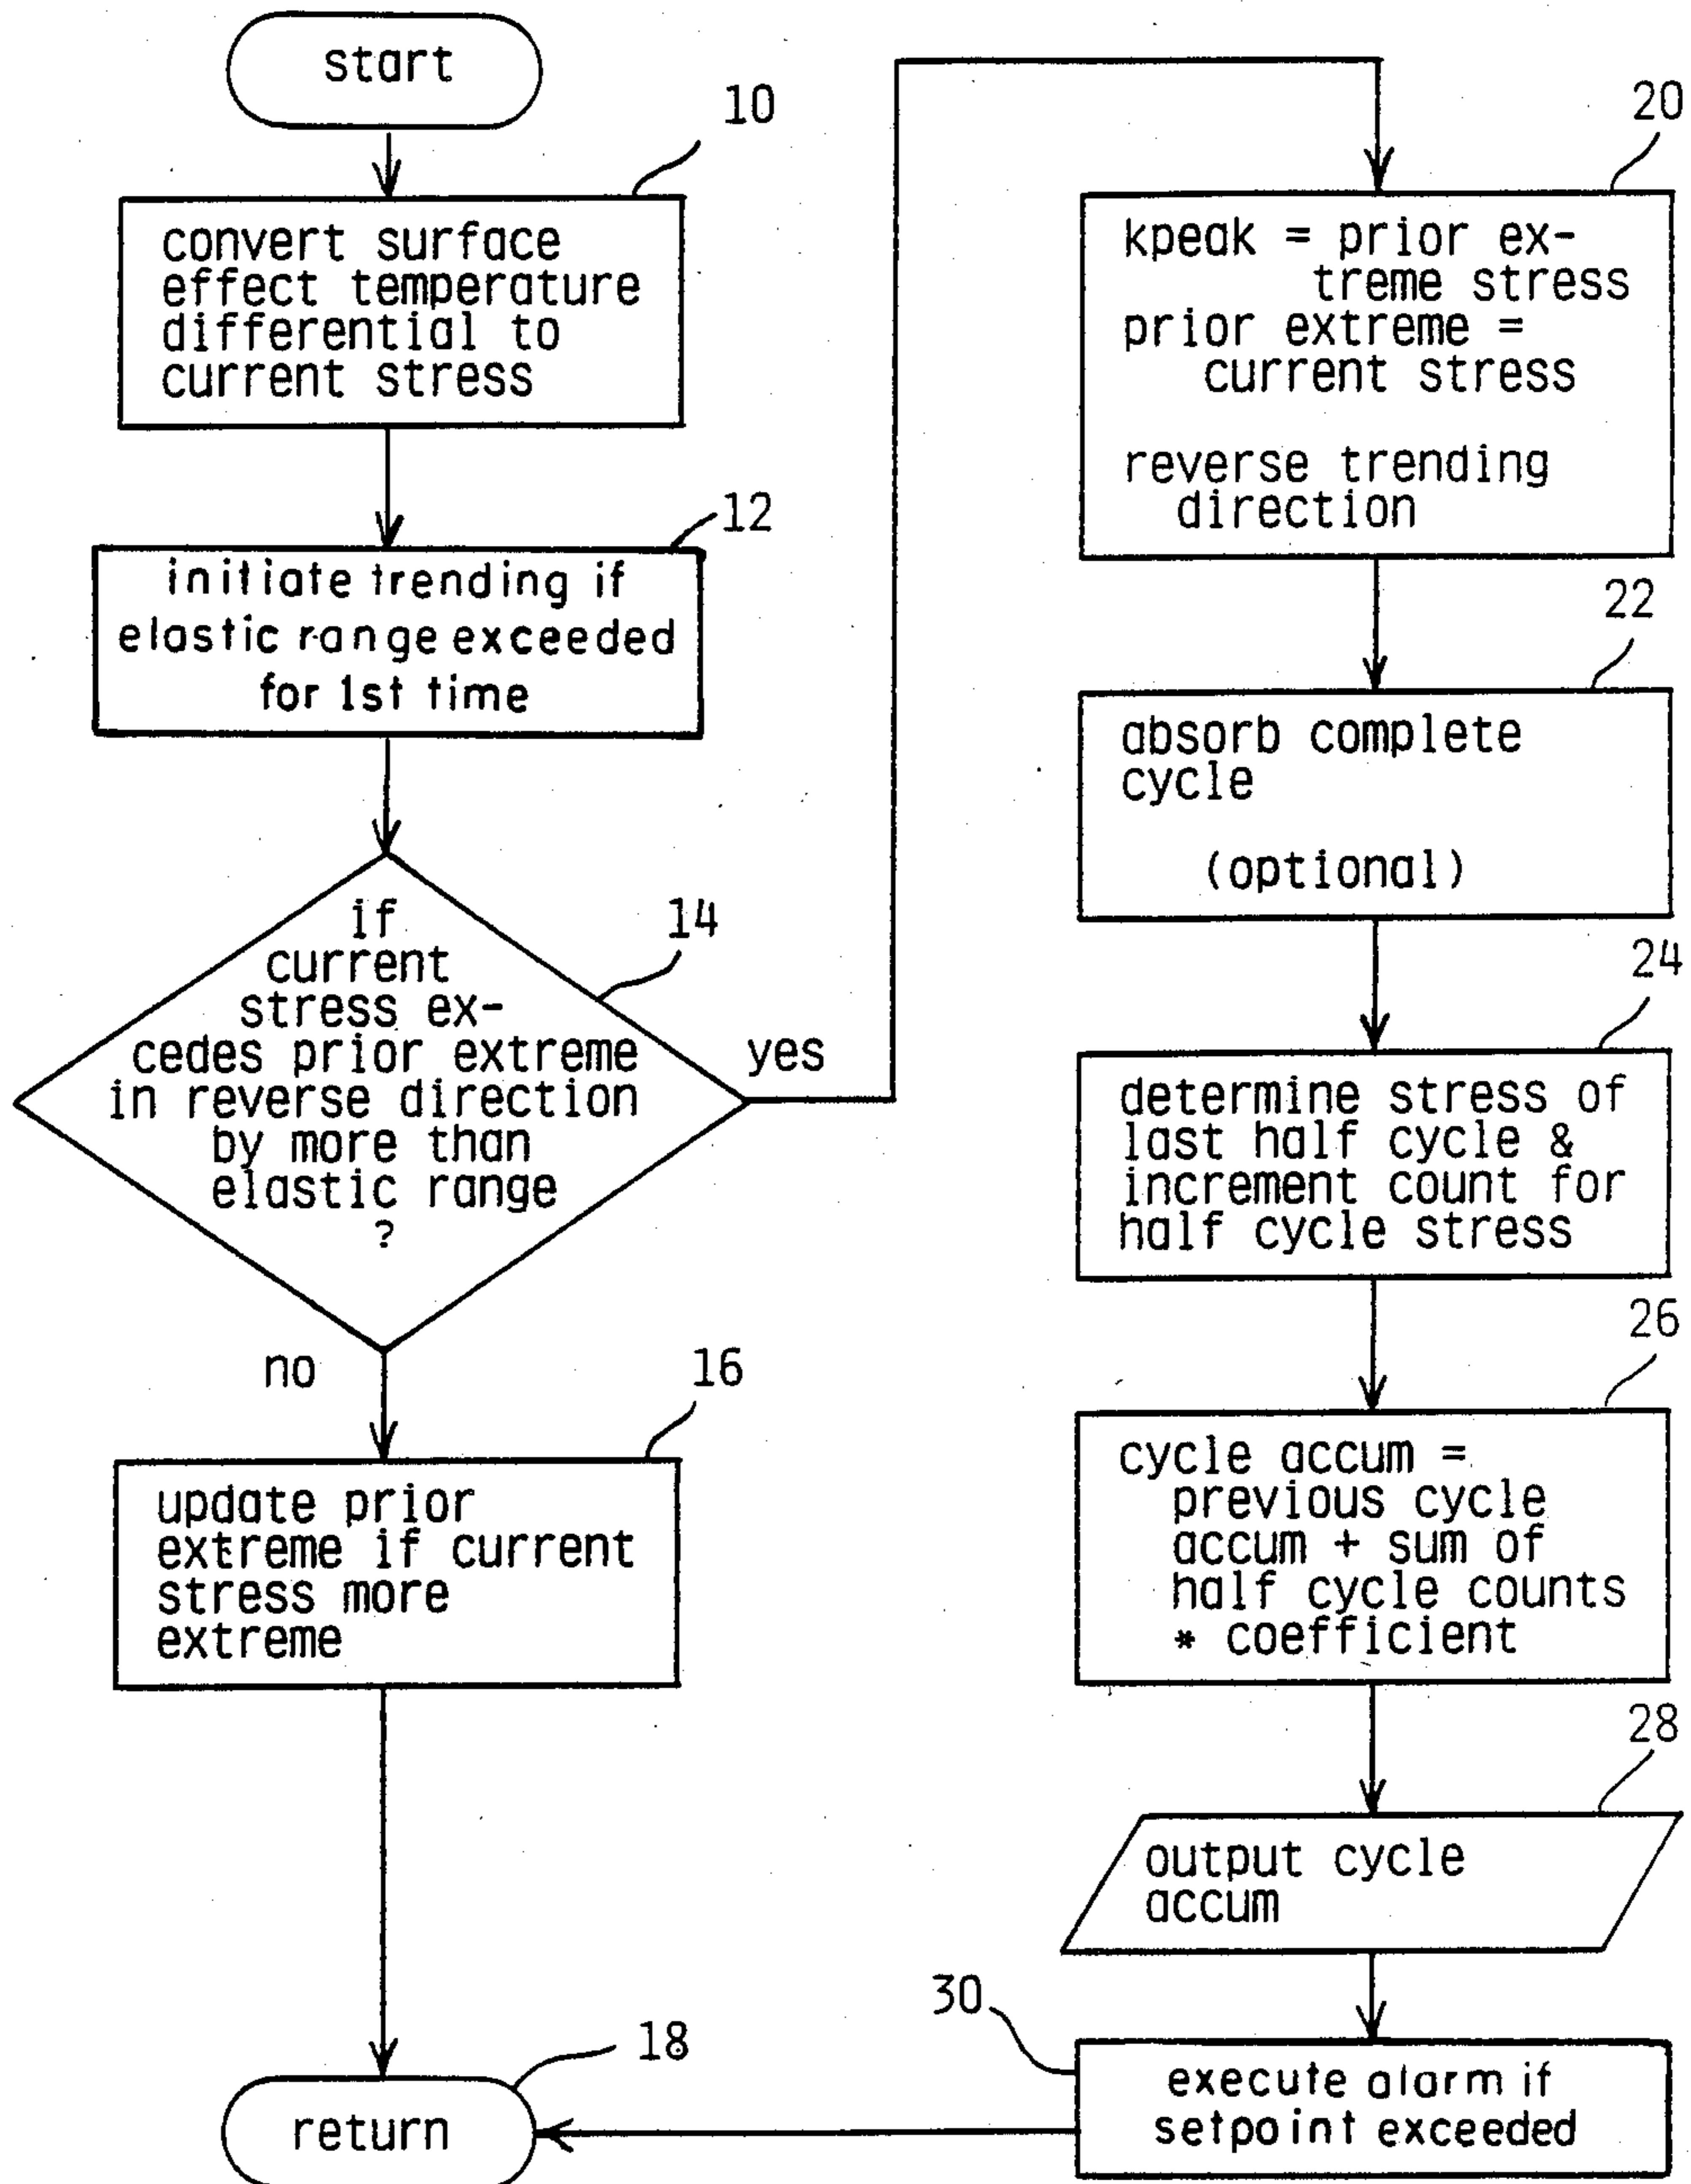 start
10
convert surface
effect temperature
differential to
current stress
12
initiate trending if
elastic range exceeded
for 1st time
14
if
current
stress ex-
cedes prior extreme
in reverse direction
by more than
elastic range
?
yes
no
16
update prior
extreme if current
stress more
extreme
18
return
20
kpeak = prior ex-
treme stress
prior extreme =
current stress
reverse trending
direction
22
absorb complete
cycle
(optional)
24
determine stress of
last half cycle &
increment count for
half cycle stress
26
cycle accum =
previous cycle
accum + sum of
half cycle counts
* coefficient
28
output cycle
accum
30
execute alarm if
setpoint exceeded